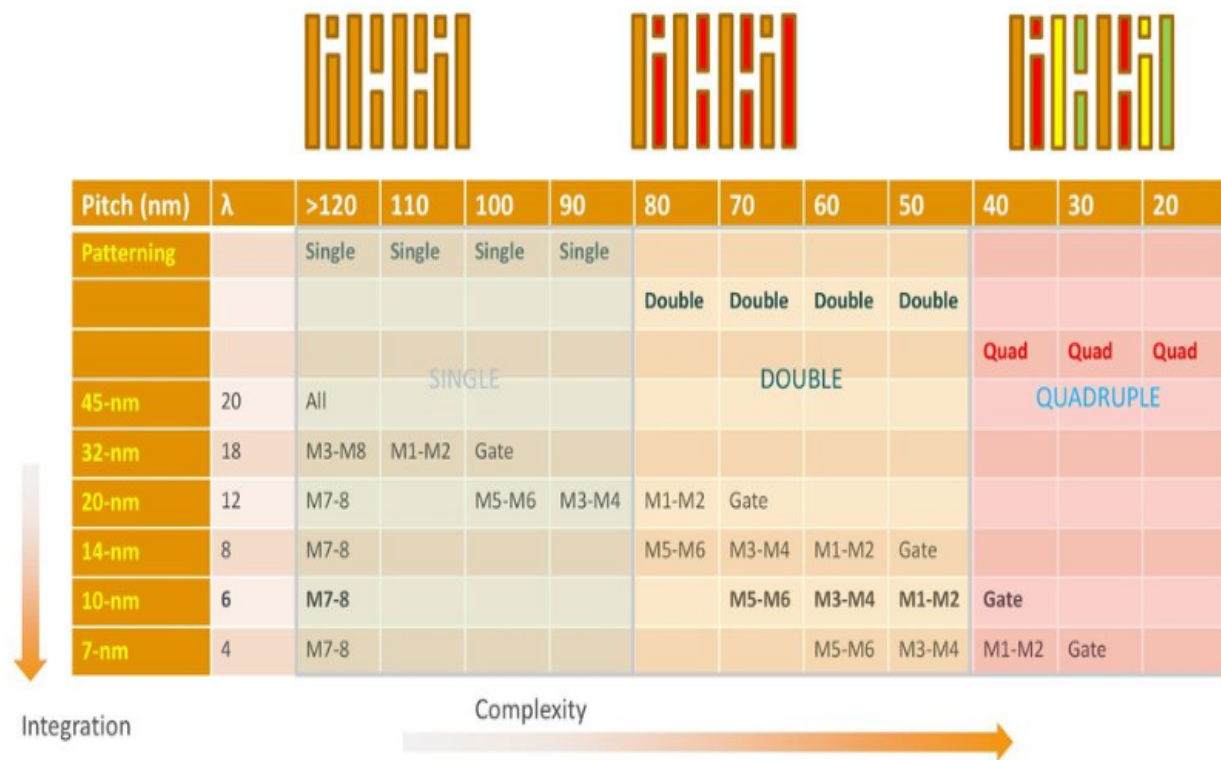 Pitch (nm) λ >120 110 100 90 80 70 60 50 40 30 20
Patterning Single Single Single Single
Double Double Double Double
Quad Quad Quad
SINGLE DOUBLE QUADRUPLE
45-nm 20 All
32-nm 18 M3-M8 M1-M2 Gate
20-nm 12 M7-8 M5-M6 M3-M4 M1-M2 Gate
14-nm 8 M7-8 M5-M6 M3-M4 M1-M2 Gate
10-nm 6 M7-8 M5-M6 M3-M4 M1-M2 Gate
7-nm 4 M7-8 M5-M6 M3-M4 M1-M2 Gate
Integration
Complexity